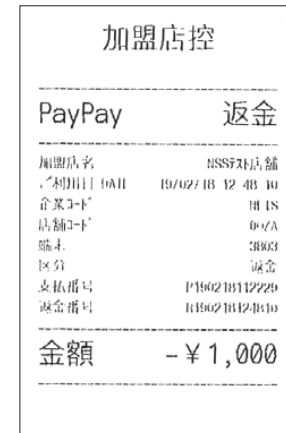 加盟店控
PayPay 返金
加盟店名 NSSテスト店舗
ご利用日 DATE 19/02/18 12:48:10
企業コード
店舗コード
端末 3803
区分 返金
支払番号 P190218112229
返金番号 R190218124810
金額 -¥1,000